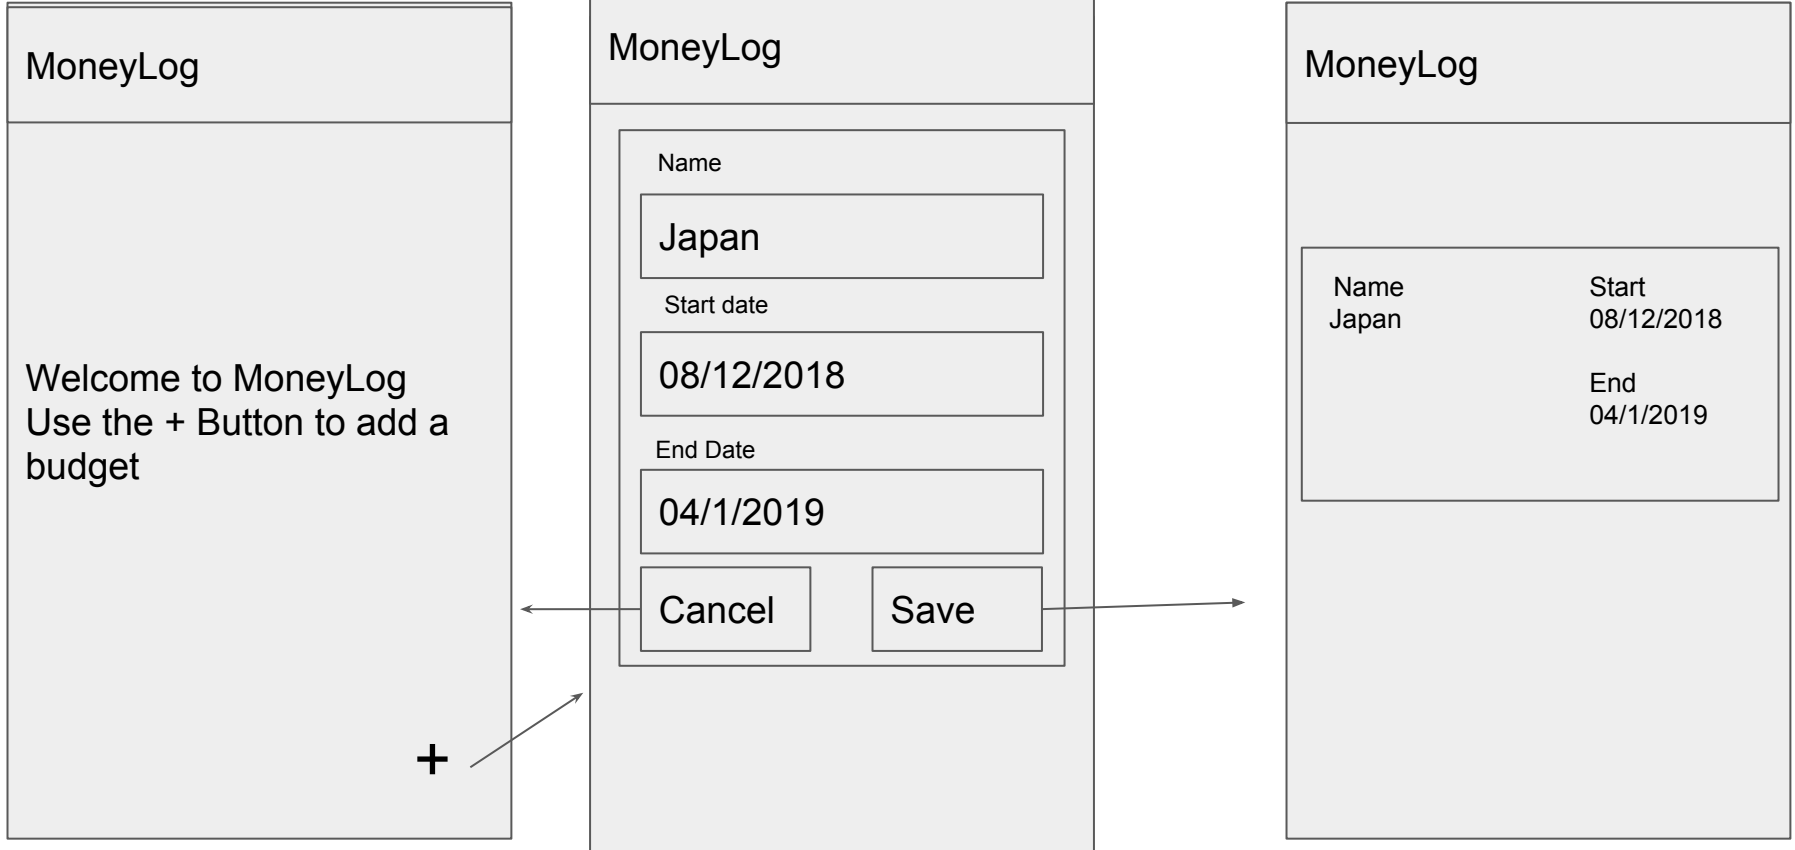 MoneyLog
Welcome to MoneyLog
Use the + Button to add a
budget
+
MoneyLog
Name
Japan
Start date
08/12/2018
End Date
04/1/2019
Cancel
Save
MoneyLog
Name
Japan
Start
08/12/2018
End
04/1/2019